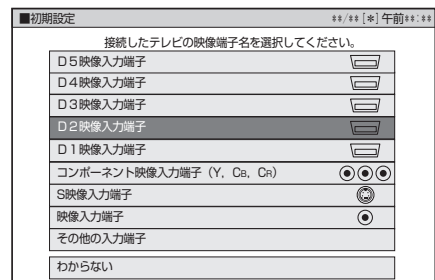 ■初期設定 **/**[*]午前**:**
接続したテレビの映像端子名を選択してください。
D5映像入力端子
D4映像入力端子
D3映像入力端子
D2映像入力端子
D1映像入力端子
コンポーネント映像入力端子（Y，CB，CR）
S映像入力端子
映像入力端子
その他の入力端子
わからない